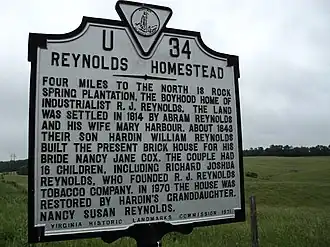 U 34
REYNOLDS HOMESTEAD
FOUR MILES TO THE NORTH IS ROCK
SPRING PLANTATION, THE BOYHOOD HOME OF
INDUSTRIALIST R. J. REYNOLDS. THE LAND
WAS SETTLED IN 1814 BY ABRAM REYNOLDS
AND HIS WIFE MARY HARBOUR. ABOUT 1843
THEIR SON HARDIN WILLIAM REYNOLDS
BUILT THE PRESENT BRICK HOUSE FOR HIS
BRIDE NANCY JANE COX. THE COUPLE HAD
16 CHILDREN, INCLUDING RICHARD JOSHUA
REYNOLDS, WHO FOUNDED R. J. REYNOLDS
TOBACCO COMPANY. IN 1970 THE HOUSE WAS
RESTORED BY HARDIN'S GRANDDAUGHTER,
NANCY SUSAN REYNOLDS.
VIRGINIA HISTORIC LANDMARKS COMMISSION 1971